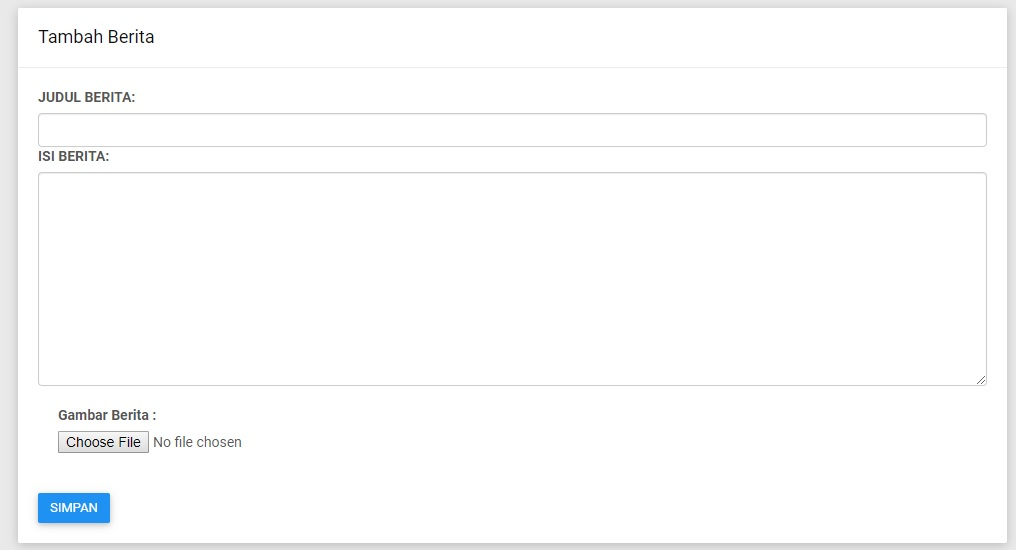 Tambah Berita
JUDUL BERITA:
ISI BERITA:
Gambar Berita :
Choose File No file chosen
SIMPAN